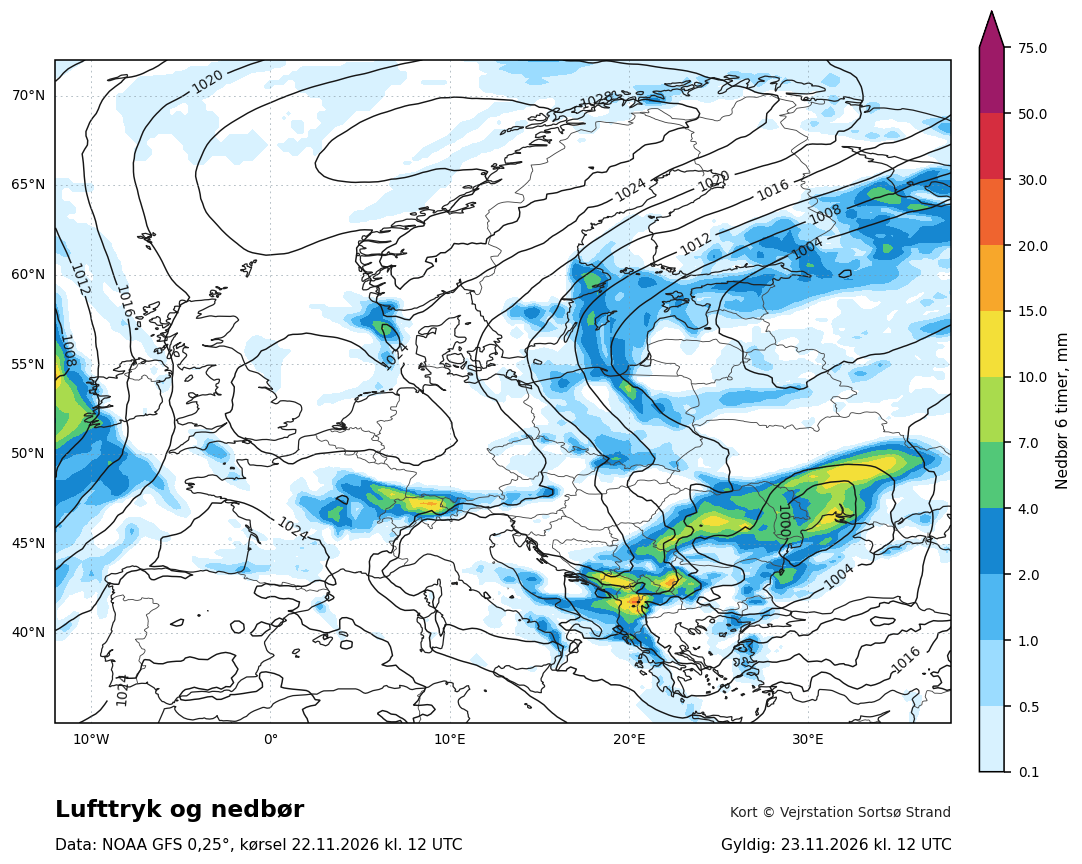 75.0
50.0
30.0
20.0
15.0
10.0
7.0
4.0
2.0
1.0
0.5
0.1
Nedbør 6 timer, mm
70°N
65°N
60°N
55°N
50°N
45°N
40°N
10°W
0°
10°E
20°E
30°E
1020
1028
1024
1020
1016
1008
1012
1004
1012
1016
1008
1024
1024
1000
1004
1016
1024
Lufttryk og nedbør
Kort © Vejrstation Sortsø Strand
Data: NOAA GFS 0,25°, kørsel 22.11.2026 kl. 12 UTC
Gyldig: 23.11.2026 kl. 12 UTC